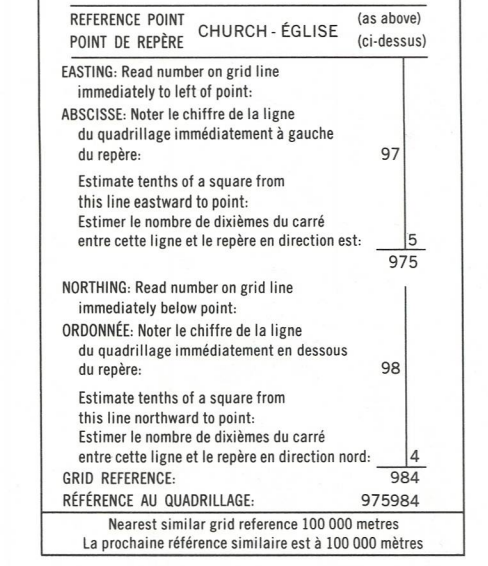 REFERENCE POINT CHURCH - ÉGLISE (as above)
POINT DE REPÈRE (ci-dessus)
EASTING: Read number on grid line
immediately to left of point:
ABSCISSE: Noter le chiffre de la ligne
du quadrillage immédiatement à gauche
du repère: 97
Estimate tenths of a square from
this line eastward to point:
Estimer le nombre de dixièmes du carré
entre cette ligne et le repère en direction est: 5
975
NORTHING: Read number on grid line
immediately below point:
ORDONNÉE: Noter le chiffre de la ligne
du quadrillage immédiatement en dessous
du repère: 98
Estimate tenths of a square from
this line northward to point:
Estimer le nombre de dixièmes du carré
entre cette ligne et le repère en direction nord: 4
GRID REFERENCE: 984
RÉFÉRENCE AU QUADRILLAGE: 975984
Nearest similar grid reference 100 000 metres
La prochaine référence similaire est à 100 000 mètres